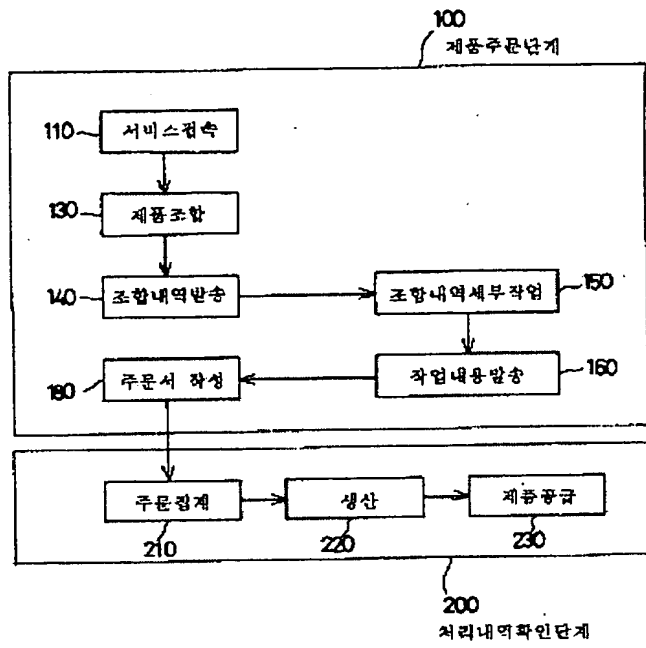 100
제품주문단계
110
서비스접속
130
제품조합
140
조합내역발송
조합내역세부작업
150
180
주문서 작성
작업내용발송
160
주문집계
생산
제품공급
210
220
230
200
처리내역확인단계